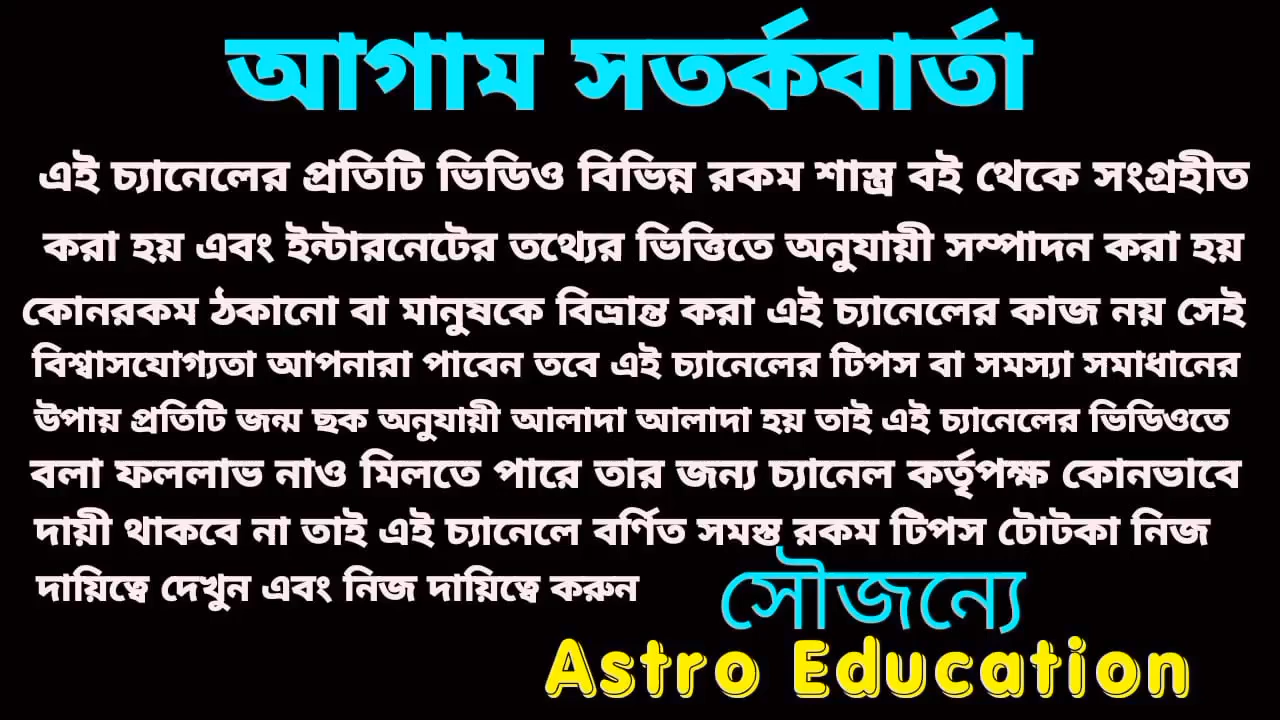 আগাম সতর্কবার্তা
এই চ্যানেলের প্রতিটি ভিডিও বিভিন্ন রকম শাস্ত্র বই থেকে সংগ্রহীত
করা হয় এবং ইন্টারনেটের তথ্যের ভিত্তিতে অনুযায়ী সম্পাদন করা হয়
কোনরকম ঠকানো বা মানুষকে বিভ্রান্ত করা এই চ্যানেলের কাজ নয় সেই
বিশ্বাসযোগ্যতা আপনারা পাবেন তবে এই চ্যানেলের টিপস বা সমস্যা সমাধানের
উপায় প্রতিটি জন্ম ছক অনুযায়ী আলাদা আলাদা হয় তাই এই চ্যানেলের ভিডিওতে
বলা ফললাভ নাও মিলতে পারে তার জন্য চ্যানেল কর্তৃপক্ষ কোনভাবে
দায়ী থাকবে না তাই এই চ্যানেলে বর্ণিত সমস্ত রকম টিপস টোটকা নিজ
দায়িত্বে দেখুন এবং নিজ দায়িত্বে করুন
সৌজন্যে
Astro Education